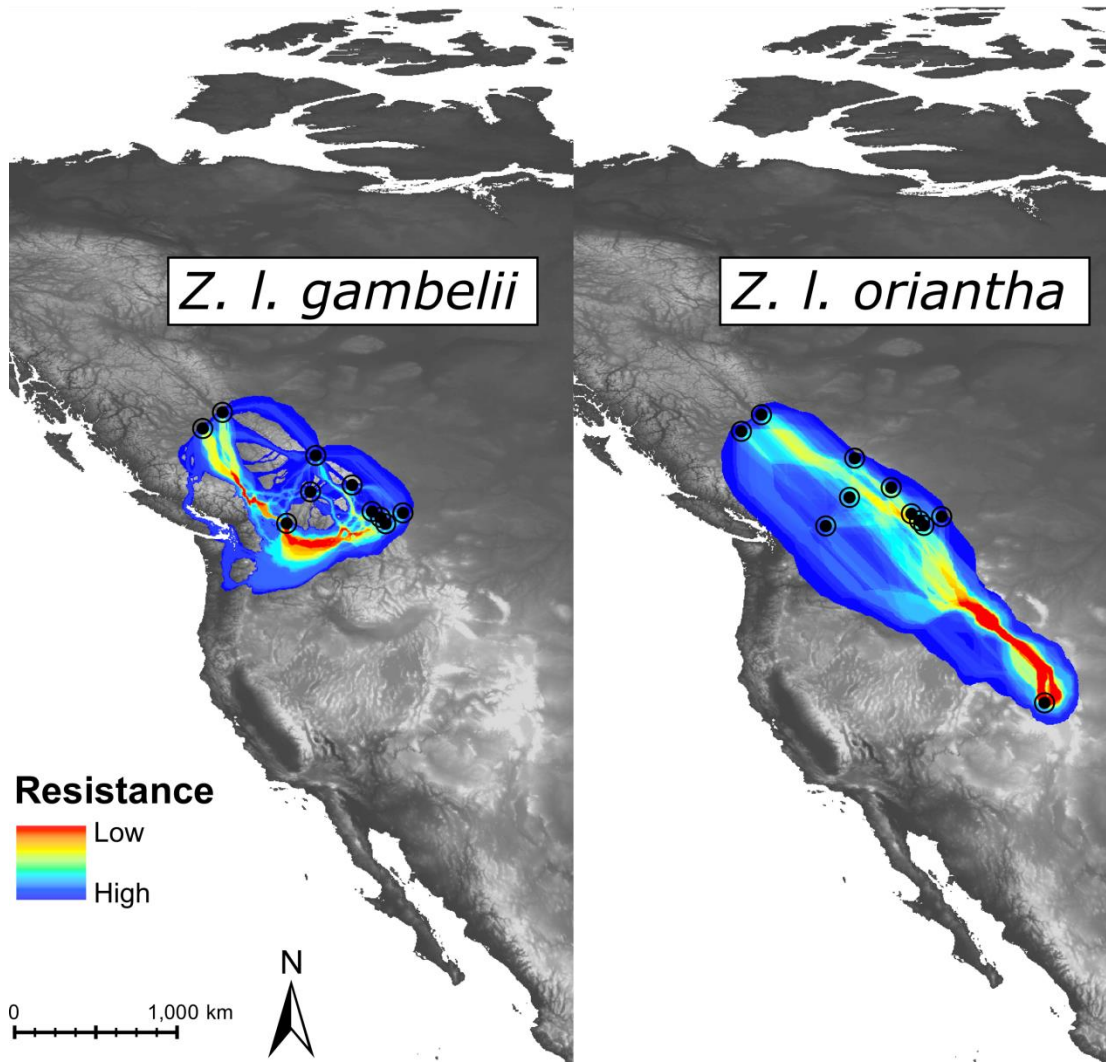 Z. l. gambelii
Z. l. oriantha
Resistance
Low
High
N
0 1,000 km